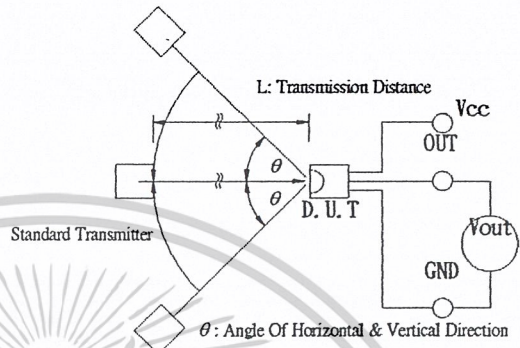 L: Transmission Distance
Vcc
OUT
θ
θ
D.U.T
Standard Transmitter
Vout
GND
θ: Angle Of Horizontal & Vertical Direction